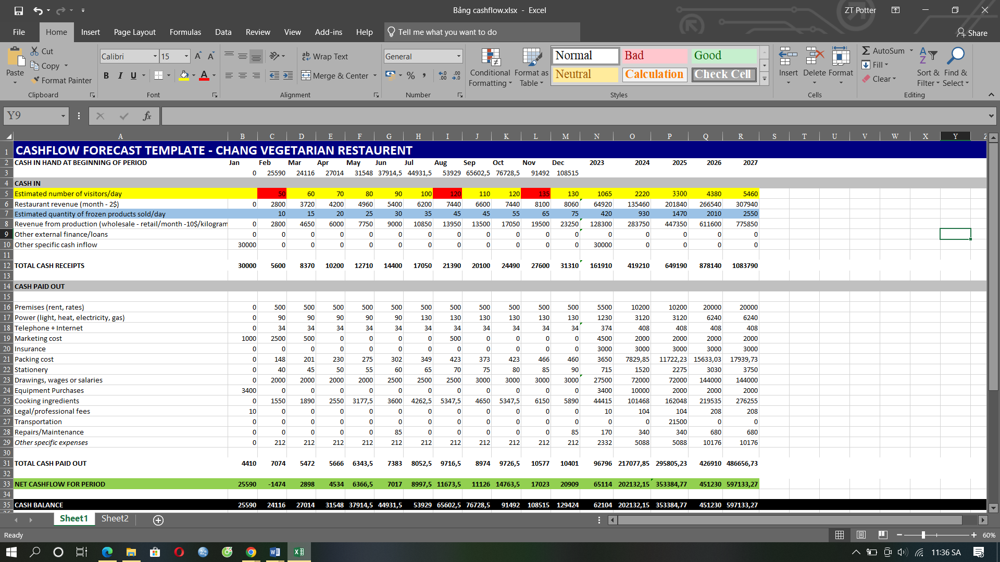 Bảng cashflow.xlsx - Excel
ZT Potter
File Home Insert Page Layout Formulas Data Review View Add-ins Help Tell me what you want to do Share
Paste Cut Copy Format Painter Clipboard
Calibri 15 A A B I U A Font
ab Wrap Text Merge & Center Alignment
General % , .00 .00 Number
Conditional Formatting Format as Table
Normal Bad Good
Neutral Calculation Check Cell
Styles
Insert Delete Format Cells
AutoSum Fill Clear Sort & Filter Find & Select Editing
Y9 fx
A B C D E F G H I J K L M N O P Q R S T U V W X Y Z
1 CASHFLOW FORECAST TEMPLATE - CHANG VEGETARIAN RESTAURENT
2 CASH IN HAND AT BEGINNING OF PERIOD Jan Feb Mar Apr May Jun Jul Aug Sep Oct Nov Dec 2023 2024 2025 2026 2027
3 0 25590 24116 27014 31548 37914,5 44931,5 53929 65602,5 76728,5 91492 108515
4 CASH IN
5 Estimated number of visitors/day 50 60 70 80 90 100 120 110 120 135 130 1065 2220 3300 4380 5460
6 Restaurant revenue (month - 2$) 0 2800 3720 4200 4960 5400 6200 7440 6600 7440 8100 8060 64920 135460 201840 266540 307940
7 Estimated quantity of frozen products sold/day 10 15 20 25 30 35 45 45 55 65 75 420 930 1470 2010 2550
8 Revenue from production (wholesale - retail/month -10$/kilogram 0 2800 4650 6000 7750 9000 10850 13950 13500 17050 19500 23250 128300 283750 447350 611600 775850
9 Other external finance/loans 0 0 0 0 0 0 0 0 0 0 0 0 0 0 0 0 0
10 Other specific cash inflow 30000 0 0 0 0 0 0 0 0 0 0 0 30000 0 0 0 0
11
12 TOTAL CASH RECEIPTS 30000 5600 8370 10200 12710 14400 17050 21390 20100 24490 27600 31310 161910 419210 649190 878140 1083790
13
14 CASH PAID OUT
15
16 Premises (rent, rates) 0 500 500 500 500 500 500 500 500 500 500 500 5500 10200 10200 20000 20000
17 Power (light, heat, electricity, gas) 0 90 90 90 90 90 130 130 130 130 130 130 1230 3120 3120 6240 6240
18 Telephone + Internet 0 34 34 34 34 34 34 34 34 34 34 34 374 408 408 408 408
19 Marketing cost 1000 2500 500 0 0 0 0 500 0 0 0 0 4500 2000 2000 2000 2000
20 Insurance 0 0 0 0 0 0 0 0 0 0 0 0 3000 3000 3000 3000 3000
21 Packing cost 0 148 201 230 275 302 349 423 373 423 466 460 3650 7829,85 11722,23 15633,03 17939,73
22 Stationery 0 40 45 50 55 60 65 70 75 80 85 90 715 1520 2275 3030 3750
23 Drawings, wages or salaries 0 2000 2000 2000 2000 2500 2500 2500 3000 3000 3000 3000 27500 72000 72000 144000 144000
24 Equipment Purchases 3400 0 0 0 0 0 0 0 0 0 0 0 3400 10000 2000 2000 2000
25 Cooking ingredients 0 1550 1890 2550 3177,5 3600 4262,5 5347,5 4650 5347,5 6150 5890 44415 101468 162048 219535 276255
26 Legal/professional fees 10 0 0 0 0 0 0 0 0 0 0 0 10 104 104 208 208
27 Transportation 0 0 0 0 0 0 0 0 0 0 0 0 0 0 21500 0 0
28 Repairs/Maintenance 0 0 0 0 0 85 0 0 0 0 0 85 170 340 340 680 680
29 Other specific expenses 0 212 212 212 212 212 212 212 212 212 212 212 2332 5088 5088 10176 10176
30
31 TOTAL CASH PAID OUT 4410 7074 5472 5666 6343,5 7383 8052,5 9716,5 8974 9726,5 10577 10401 96796 217077,85 295805,23 426910 486656,73
32
33 NET CASHFLOW FOR PERIOD 25590 -1474 2898 4534 6366,5 7017 8997,5 11673,5 11126 14763,5 17023 20909 65114 202132,15 353384,77 451230 597133,27
34
35 CASH BALANCE 25590 24116 27014 31548 37914,5 44931,5 53929 65602,5 76728,5 91492 108515 129424 62104 202132,15 353384,77 451230 597133,27
Sheet1 Sheet2
Ready 60%
11:36 SA